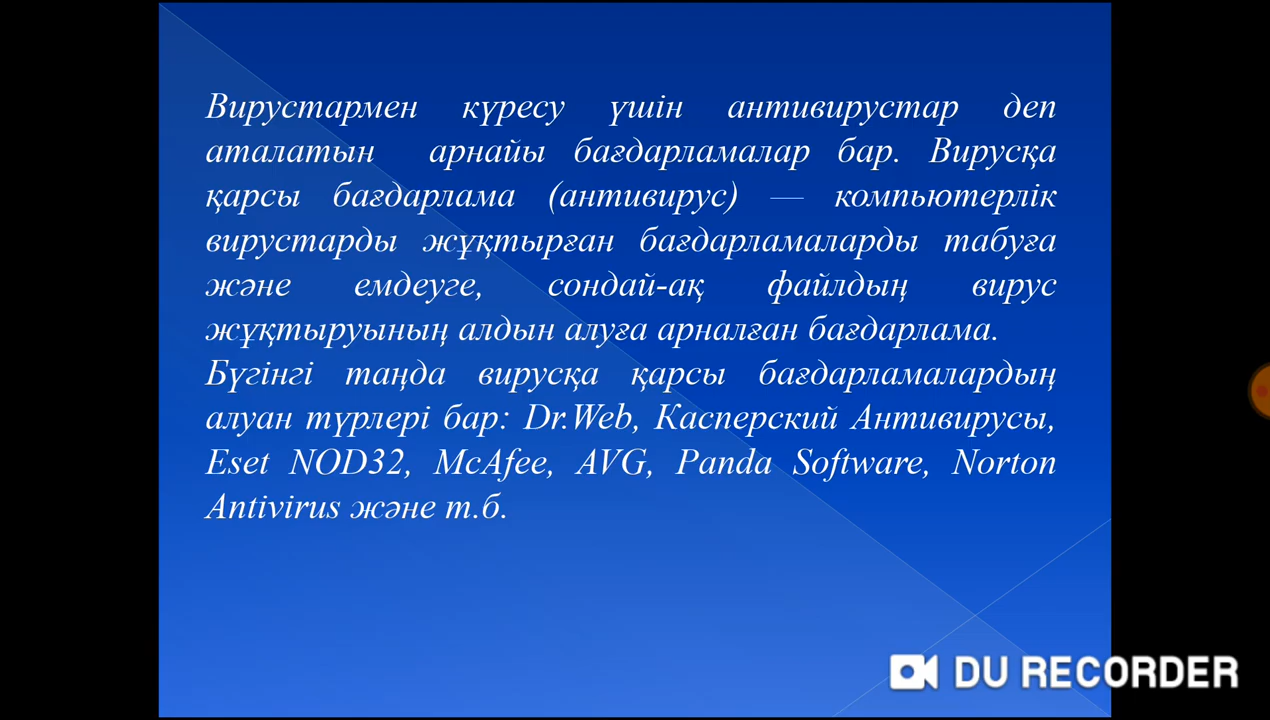 Вирустармен күресу үшін антивирустар деп
аталатын арнайы бағдарламалар бар. Вирусқа
қарсы бағдарлама (антивирус) — компьютерлік
вирустарды жұқтырған бағдарламаларды табуға
және емдеуге, сондай-ақ файлдың вирус
жұқтыруының алдын алуға арналған бағдарлама.
Бүгінгі таңда вирусқа қарсы бағдарламалардың
алуан түрлері бар: Dr.Web, Касперский Антивирусы,
Eset NOD32, McAfee, AVG, Panda Software, Norton
Antivirus және т.б.
DU RECORDER